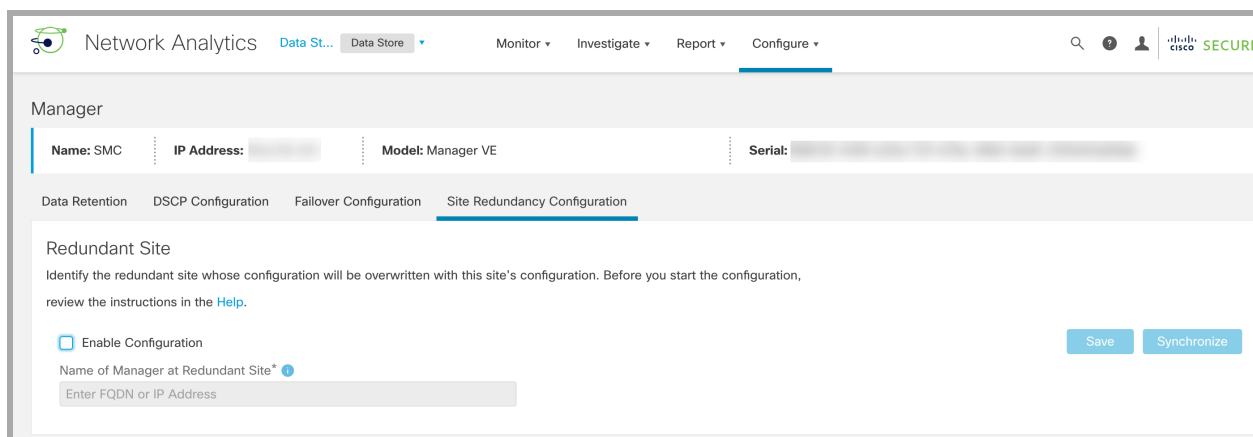 Network Analytics Data St... Data Store Monitor Investigate Report Configure cisco SECURE
Manager
Name: SMC IP Address: Model: Manager VE Serial:
Data Retention DSCP Configuration Failover Configuration Site Redundancy Configuration
Redundant Site
Identify the redundant site whose configuration will be overwritten with this site's configuration. Before you start the configuration,
review the instructions in the Help.
Enable Configuration Save Synchronize
Name of Manager at Redundant Site*
Enter FQDN or IP Address